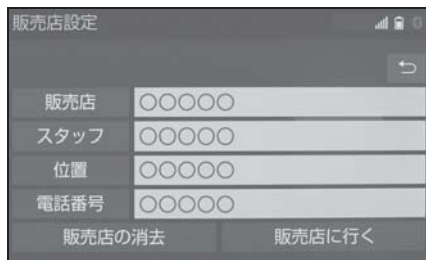 販売店設定
販売店 ○○○○○
スタッフ ○○○○○
位置 ○○○○○
電話番号 ○○○○○
販売店の消去 販売店に行く